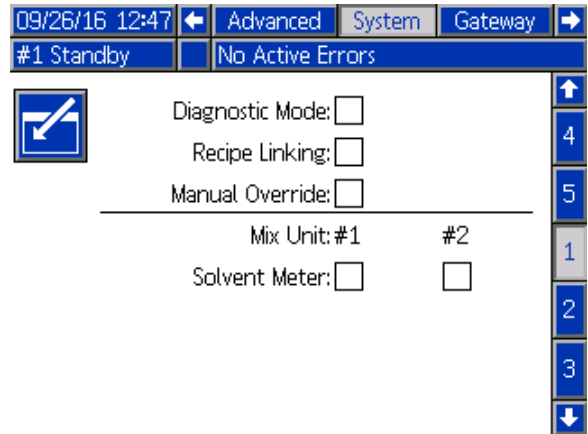 09/26/16 12:47 Advanced System Gateway
#1 Standby No Active Errors
Diagnostic Mode:
4
Recipe Linking:
Manual Override:
5
Mix Unit: #1 #2
1
Solvent Meter:
2
3